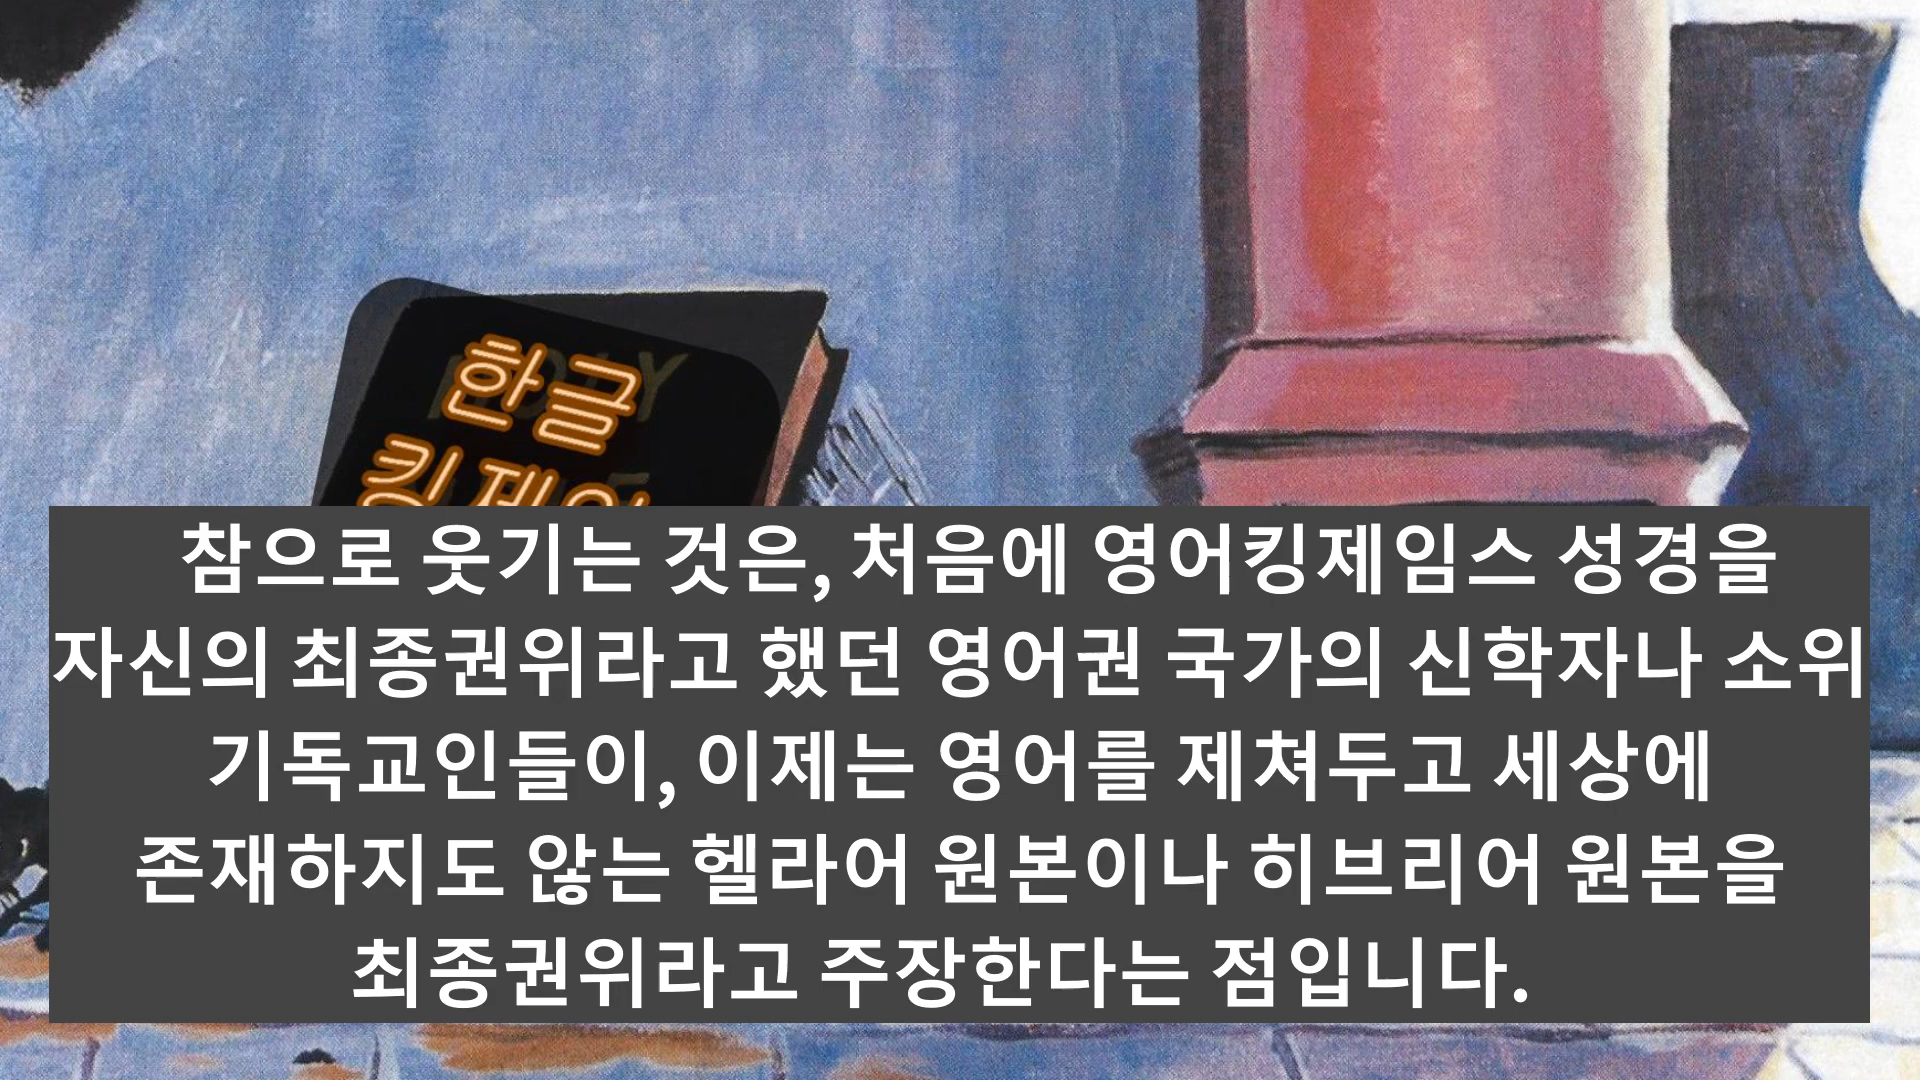 한글
참으로 웃기는 것은, 처음에 영어킹제임스 성경을
자신의 최종권위라고 했던 영어권 국가의 신학자나 소위
기독교인들이, 이제는 영어를 제쳐두고 세상에
존재하지도 않는 헬라어 원본이나 히브리어 원본을
최종권위라고 주장한다는 점입니다.